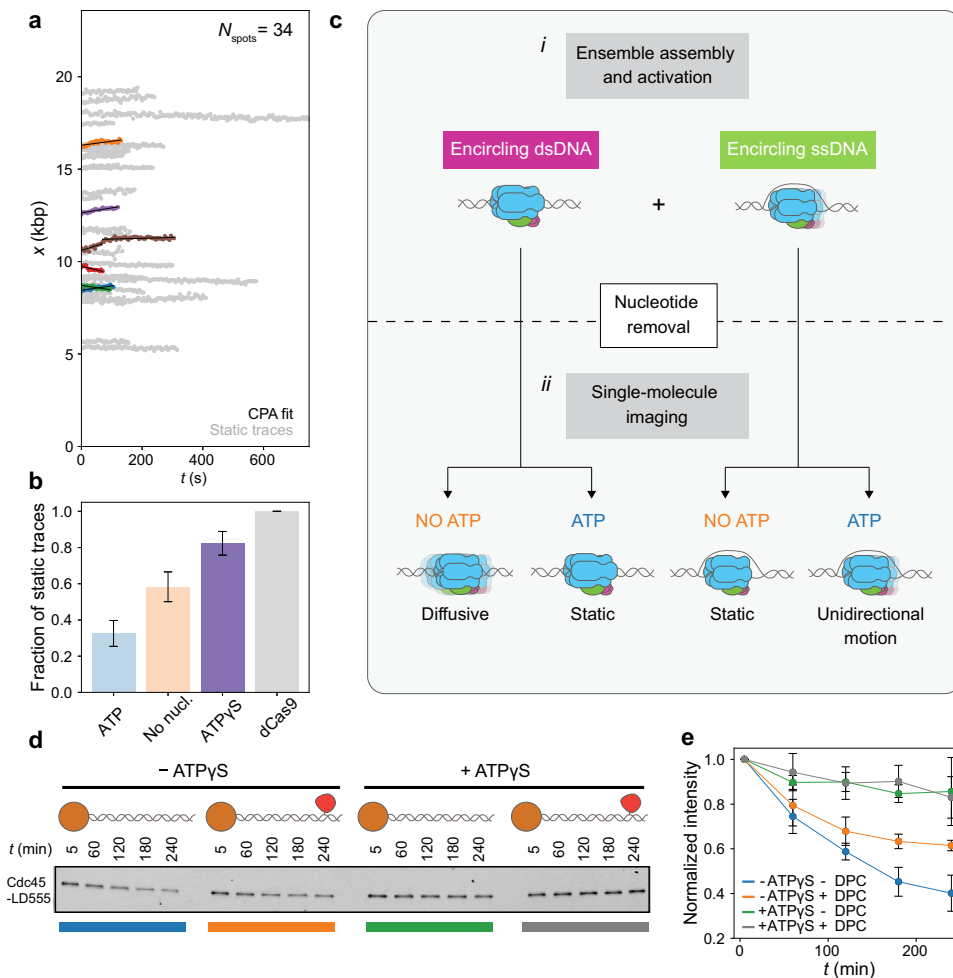 a
N_spots = 34
x (kbp)
20
15
10
5
0
CPA fit
Static traces
0 200 400 600
t (s)
b
Fraction of static traces
1.0
0.8
0.6
0.4
0.2
0.0
ATP
No nucl.
ATPγS
dCas9
c
i
Ensemble assembly
and activation
Encircling dsDNA
+
Encircling ssDNA
Nucleotide
removal
ii
Single-molecule
imaging
NO ATP ATP NO ATP ATP
Diffusive Static Static Unidirectional
motion
d
– ATPγS + ATPγS
t (min) 5 60 120 180 240 5 60 120 180 240 5 60 120 180 240 5 60 120 180 240
Cdc45
-LD555
e
Normalized intensity
1.0
0.8
0.6
0.4
0.2
-ATPγS - DPC
-ATPγS + DPC
+ATPγS - DPC
+ATPγS + DPC
0 100 200
t (min)